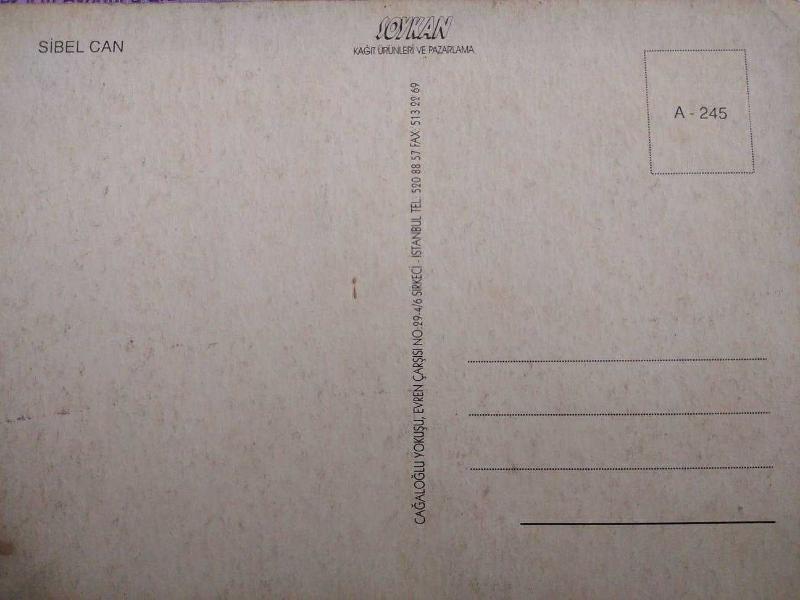 SİBEL CAN
SOYKAN
KAĞIT ÜRÜNLERİ VE PAZARLAMA
A - 245
CAĞALOĞLU YOKUŞU, EVREN ÇARŞISI NO:29-4/6 SİRKECİ - İSTANBUL TEL: 520 88 57 FAX: 513 22 69